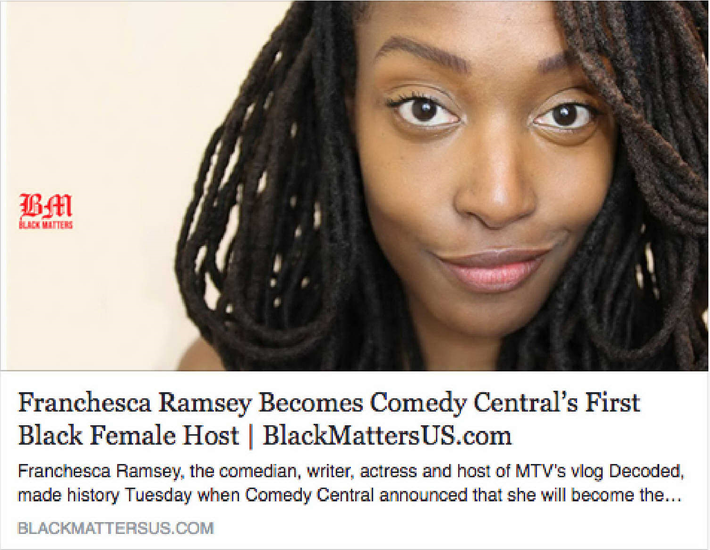 BM
BLACK MATTERS
Franchesca Ramsey Becomes Comedy Central’s First
Black Female Host | BlackMattersUS.com
Franchesca Ramsey, the comedian, writer, actress and host of MTV's vlog Decoded,
made history Tuesday when Comedy Central announced that she will become the...
BLACKMATTERSUS.COM